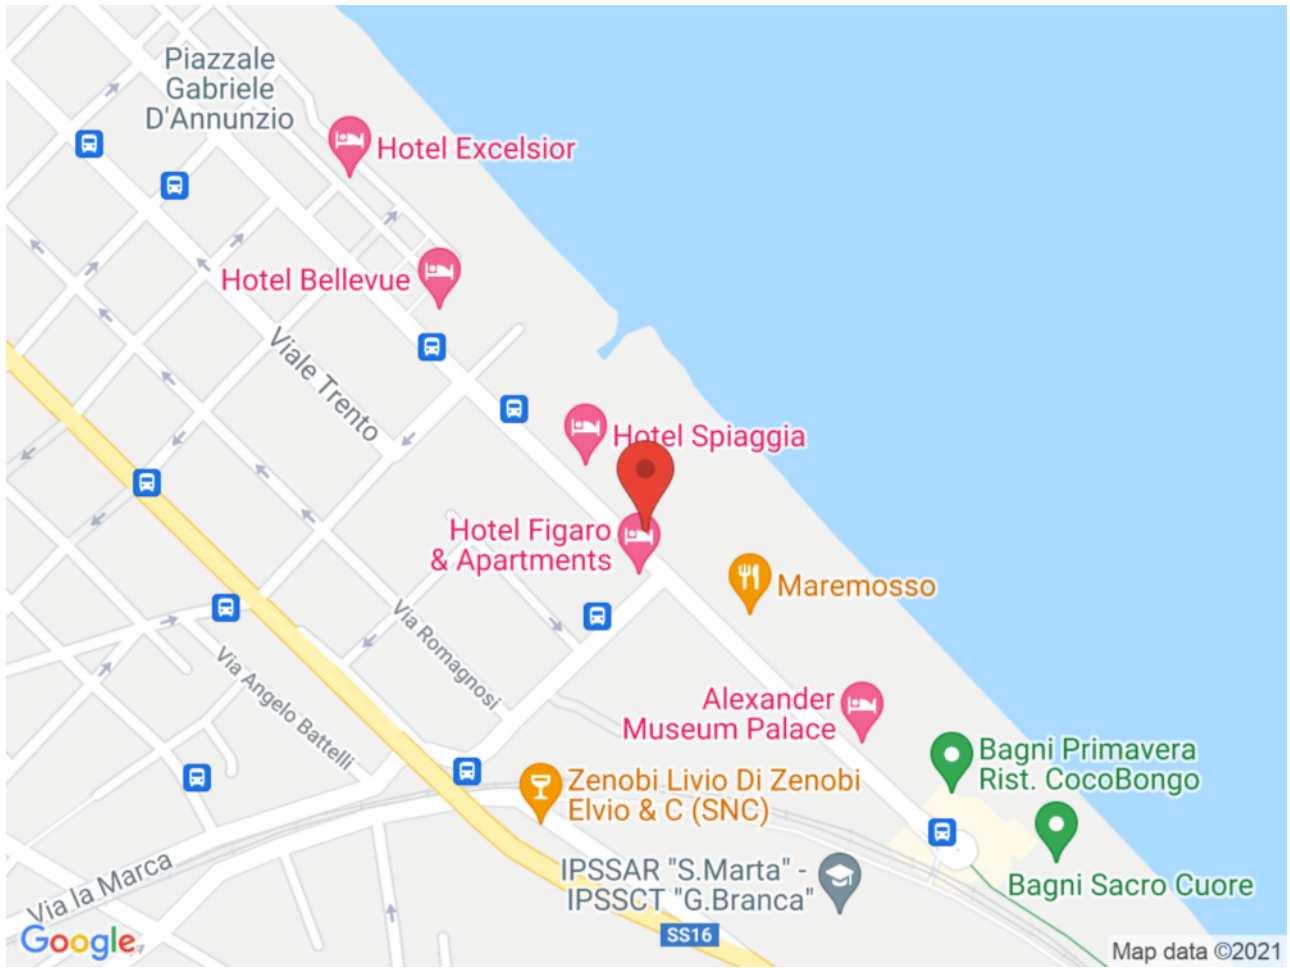 Piazzale
Gabriele
D'Annunzio
Hotel Excelsior
Hotel Bellevue
Viale Trento
Hotel Spiaggia
Hotel Figaro
& Apartments
Maremosso
Via Romagnosi
Via Angelo Battelli
Alexander
Museum Palace
Bagni Primavera
Rist. CocoBongo
Zenobi Livio Di Zenobi
Elvio & C (SNC)
IPSSAR "S.Marta" -
IPSSCT "G.Branca"
Bagni Sacro Cuore
Via la Marca
SS16
Google
Map data ©2021